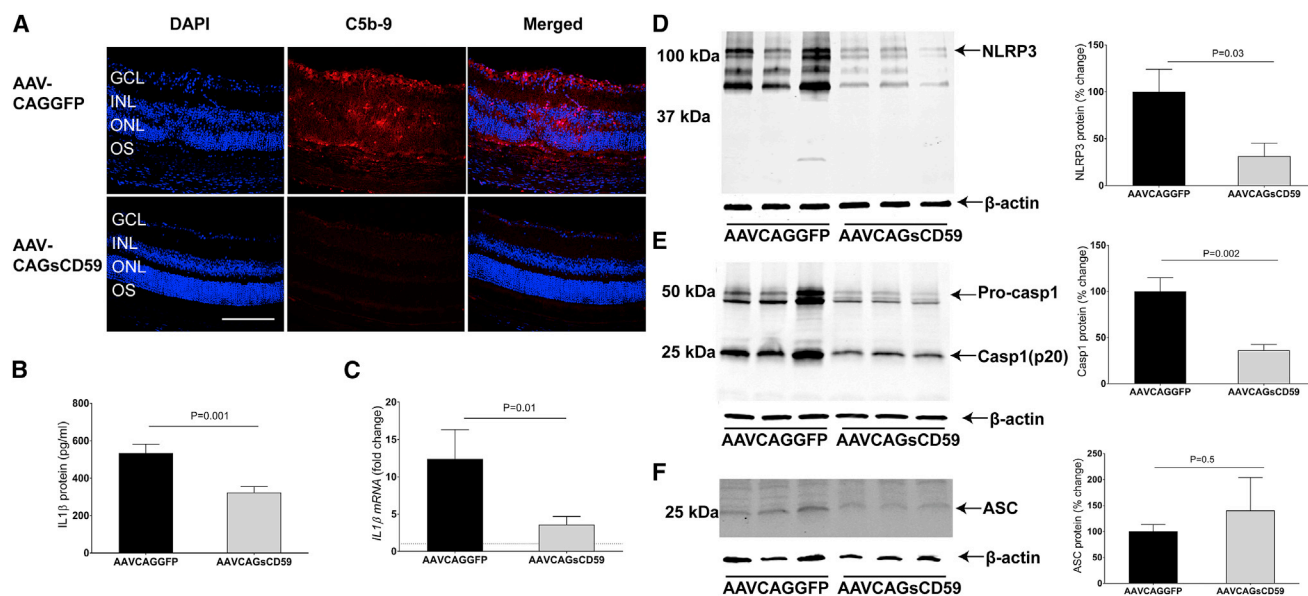 A
DAPI C5b-9 Merged
AAV-
CAGGFP
GCL
INL
ONL
OS
AAV-
CAGsCD59
GCL
INL
ONL
OS
B
IL1β protein (pg/ml)
800
600
400
200
0
P=0.001
AAVCAGGFP AAVCAGsCD59
C
IL1β mRNA (fold change)
20
15
10
5
0
P=0.01
AAVCAGGFP AAVCAGsCD59
D
100 kDa
37 kDa
NLRP3
β-actin
AAVCAGGFP AAVCAGsCD59
NLRP3 protein (% change)
150
100
50
0
P=0.03
AAVCAGGFP AAVCAGsCD59
E
50 kDa
25 kDa
Pro-casp1
Casp1(p20)
β-actin
AAVCAGGFP AAVCAGsCD59
Casp1 protein (% change)
150
100
50
0
P=0.002
AAVCAGGFP AAVCAGsCD59
F
25 kDa
ASC
β-actin
AAVCAGGFP AAVCAGsCD59
ASC protein (% change)
250
200
150
100
50
0
P=0.5
AAVCAGGFP AAVCAGsCD59